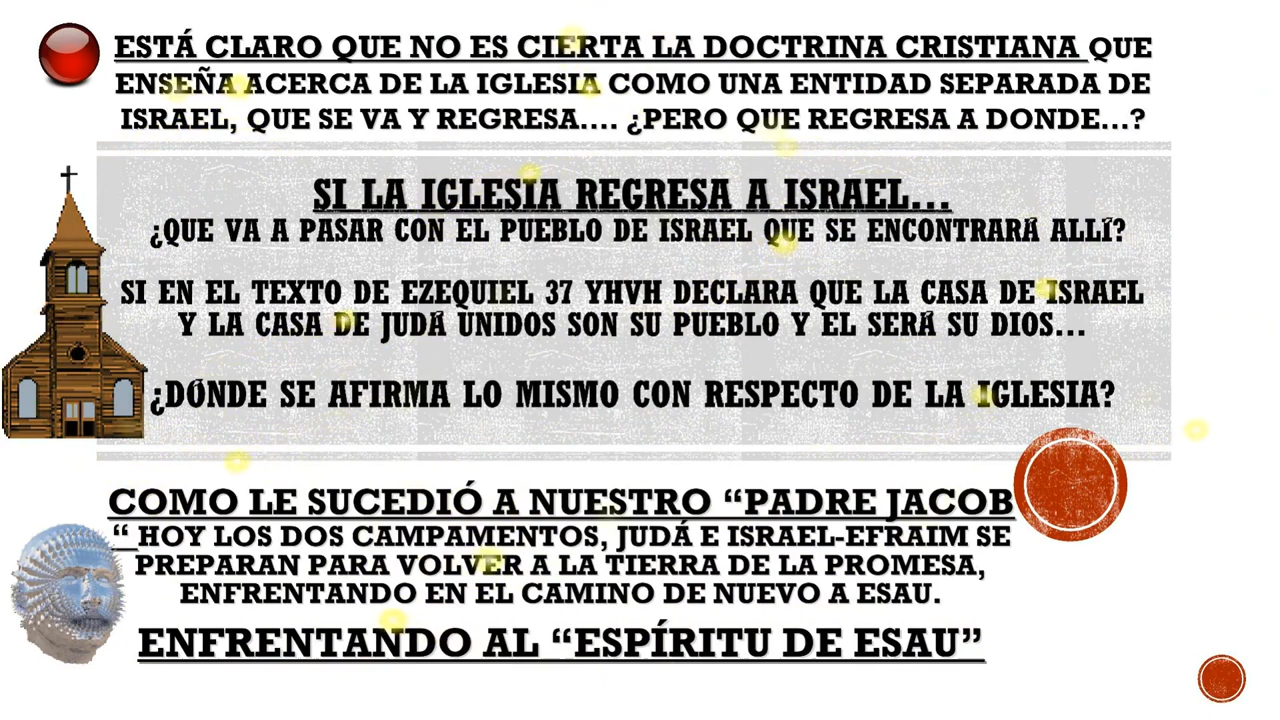 ESTÁ CLARO QUE NO ES CIERTA LA DOCTRINA CRISTIANA QUE
ENSEÑA ACERCA DE LA IGLESIA COMO UNA ENTIDAD SEPARADA DE
ISRAEL, QUE SE VA Y REGRESA.... ¿PERO QUE REGRESA A DONDE...?
SI LA IGLESIA REGRESA A ISRAEL...
¿QUE VA A PASAR CON EL PUEBLO DE ISRAEL QUE SE ENCONTRARÁ ALLÍ?
SI EN EL TEXTO DE EZEQUIEL 37 YHVH DECLARA QUE LA CASA DE ISRAEL
Y LA CASA DE JUDÁ UNIDOS SON SU PUEBLO Y EL SERÁ SU DIOS...
¿DÓNDE SE AFIRMA LO MISMO CON RESPECTO DE LA IGLESIA?
COMO LE SUCEDIÓ A NUESTRO “PADRE JACOB
“ HOY LOS DOS CAMPAMENTOS, JUDÁ E ISRAEL-EFRAIM SE
PREPARAN PARA VOLVER A LA TIERRA DE LA PROMESA,
ENFRENTANDO EN EL CAMINO DE NUEVO A ESAU.
ENFRENTANDO AL “ESPÍRITU DE ESAU”